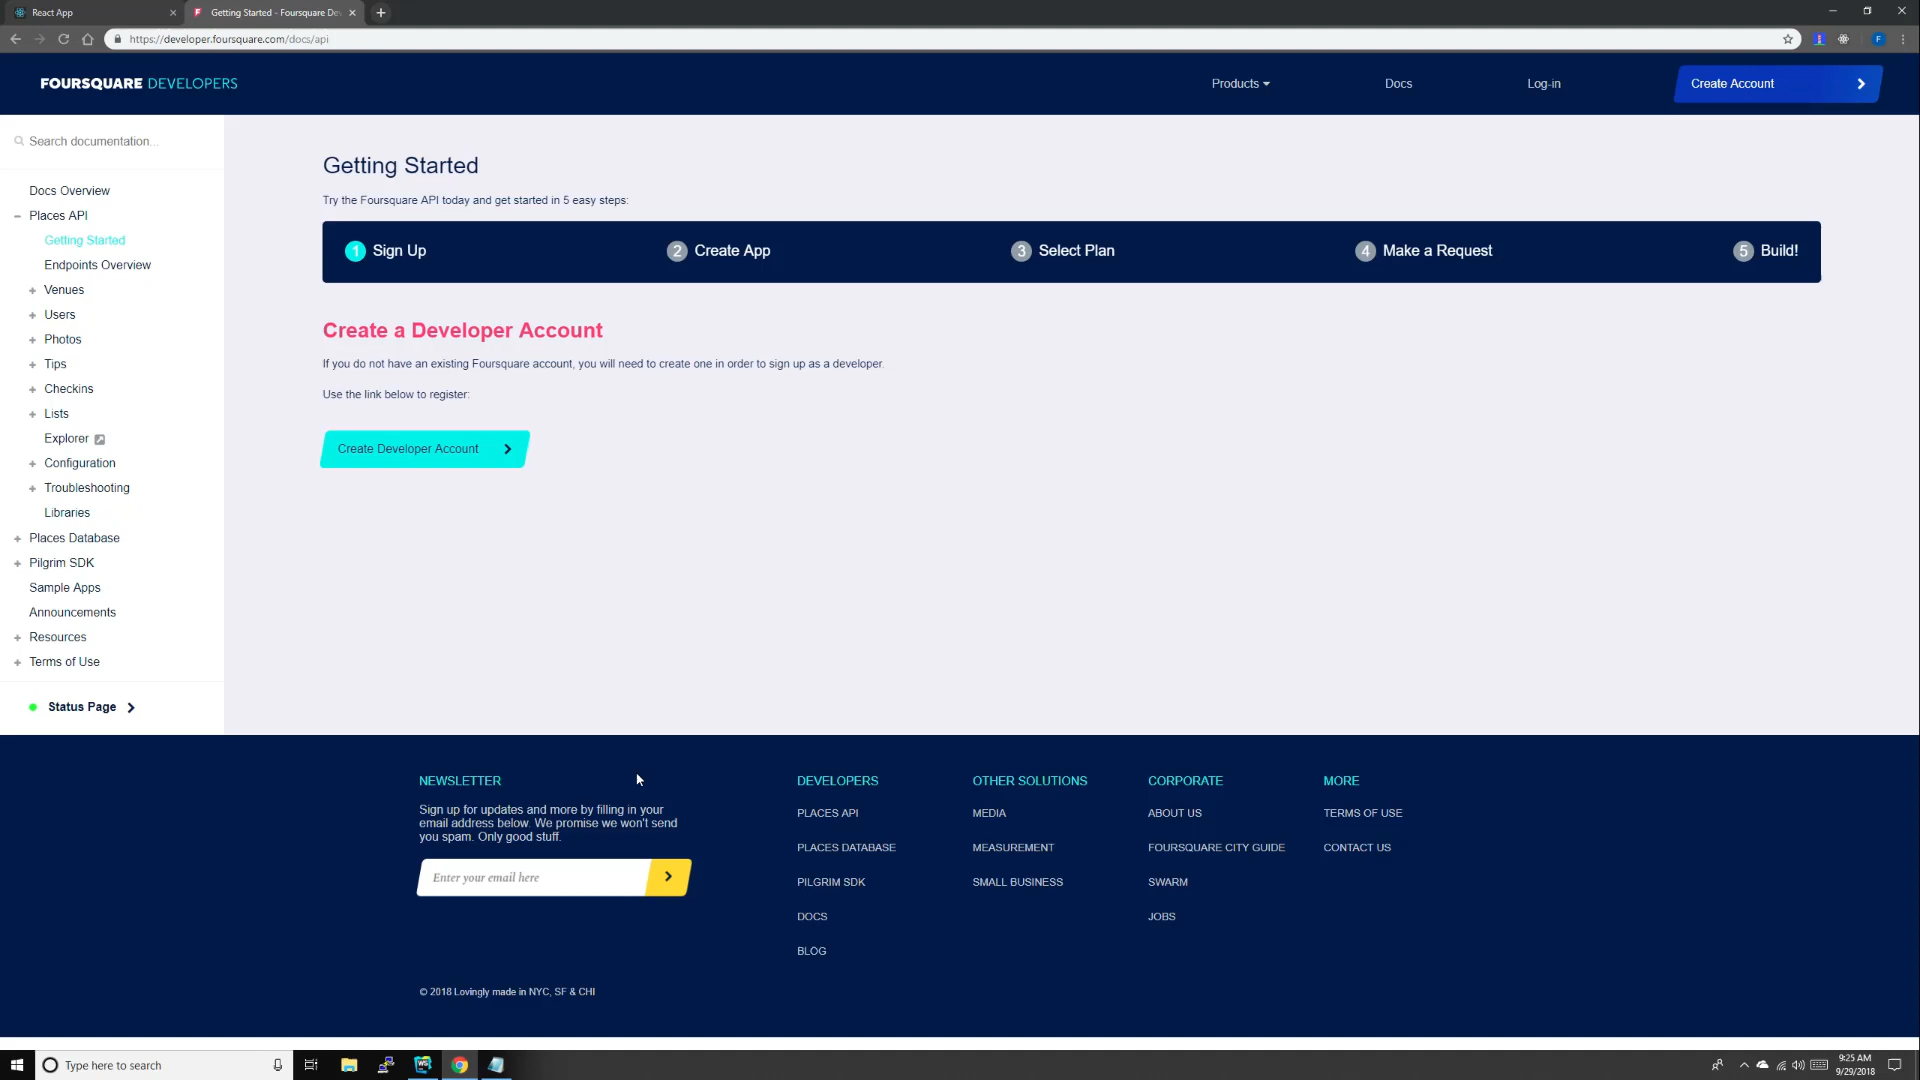 React App
Getting Started - Foursquare De
https://developer.foursquare.com/docs/api
FOURSQUARE DEVELOPERS
Products
Docs
Log-in
Create Account
Search documentation...
Docs Overview
Places API
Getting Started
Endpoints Overview
Venues
Users
Photos
Tips
Checkins
Lists
Explorer
Configuration
Troubleshooting
Libraries
Places Database
Pilgrim SDK
Sample Apps
Announcements
Resources
Terms of Use
Status Page
Getting Started
Try the Foursquare API today and get started in 5 easy steps:
1 Sign Up
2 Create App
3 Select Plan
4 Make a Request
5 Build!
Create a Developer Account
If you do not have an existing Foursquare account, you will need to create one in order to sign up as a developer.
Use the link below to register:
Create Developer Account
NEWSLETTER
Sign up for updates and more by filling in your
email address below. We promise we won't send
you spam. Only good stuff.
Enter your email here
DEVELOPERS
PLACES API
PLACES DATABASE
PILGRIM SDK
DOCS
BLOG
OTHER SOLUTIONS
MEDIA
MEASUREMENT
SMALL BUSINESS
CORPORATE
ABOUT US
FOURSQUARE CITY GUIDE
SWARM
JOBS
MORE
TERMS OF USE
CONTACT US
© 2018 Lovingly made in NYC, SF & CHI
Type here to search
WS
9:25 AM
9/29/2018